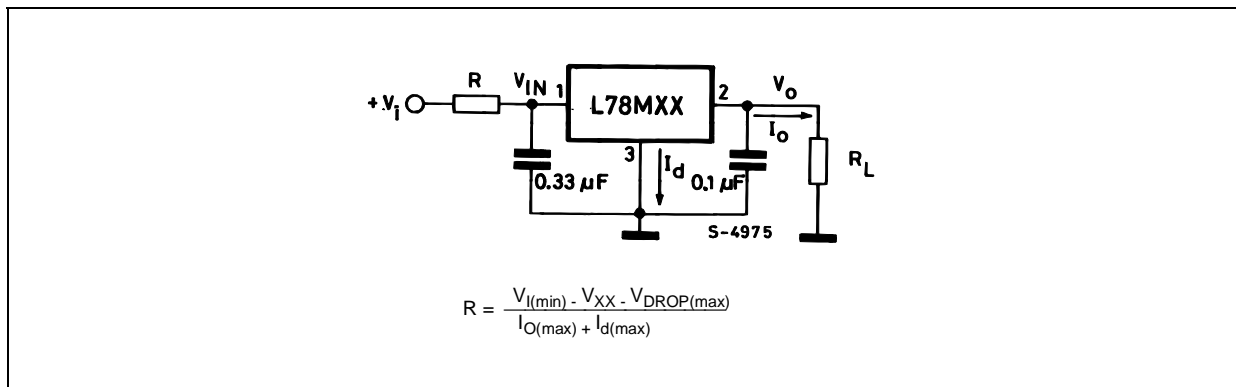 R
V_IN
1
L78MXX
2
V_o
+V_i
I_o
3
I_d
R_L
0.33 μF
0.1 μF
S-4975
R = (V_I(min) - V_XX - V_DROP(max)) / (I_O(max) + I_d(max))